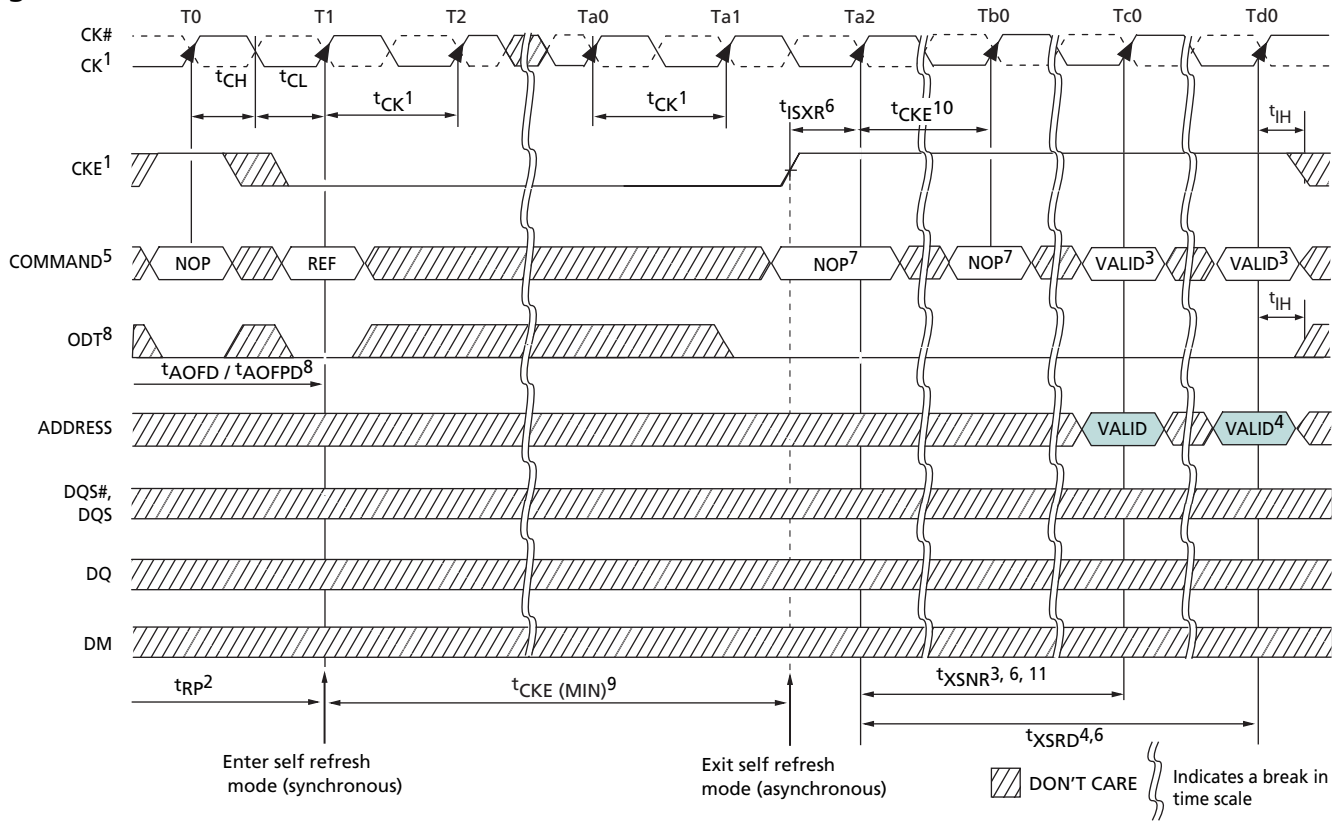 T0 T1 T2 Ta0 Ta1 Ta2 Tb0 Tc0 Td0
CK#
CK1
tCH tCL
tCK1
tCK1
tISXR6
tCKE10
tIH
CKE1
COMMAND5
NOP REF NOP7 NOP7 VALID3 VALID3
tIH
ODT8
tAOFD / tAOFPD8
ADDRESS
VALID VALID4
DQS#,
DQS
DQ
DM
tRP2
tCKE (MIN)9
tXSNR3, 6, 11
tXSRD4,6
Enter self refresh
mode (synchronous)
Exit self refresh
mode (asynchronous)
DON'T CARE
Indicates a break in
time scale